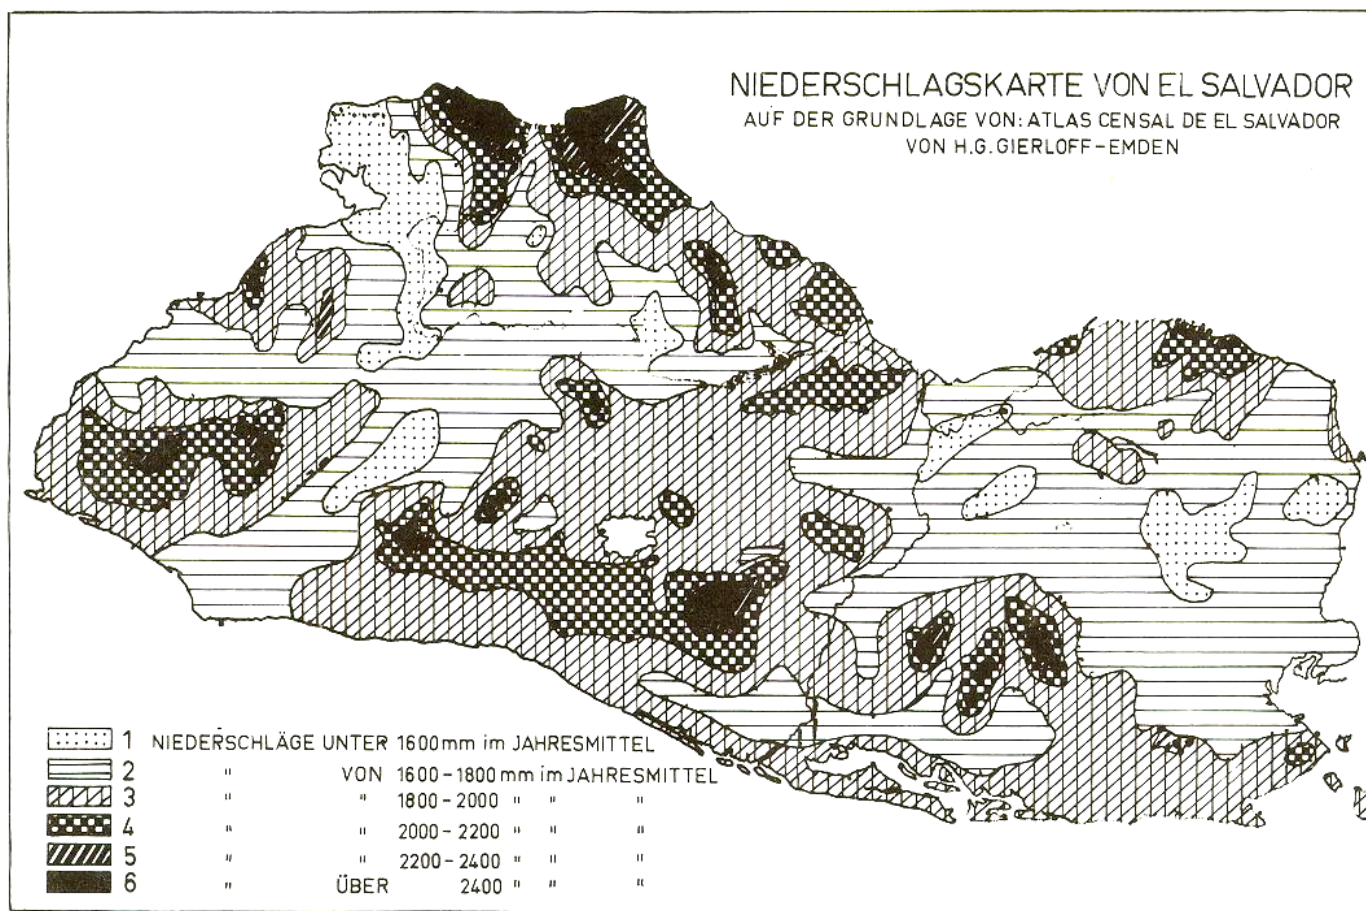 NIEDERSCHLAGSKARTE VON EL SALVADOR
AUF DER GRUNDLAGE VON: ATLAS CENSAL DE EL SALVADOR
VON H.G.GIERLOFF-EMDEN
1 NIEDERSCHLÄGE UNTER 1600mm im JAHRESMITTEL
2 " VON 1600-1800 mm im JAHRESMITTEL
3 " " 1800-2000 " " "
4 " " 2000-2200 " " "
5 " " 2200-2400 " " "
6 " ÜBER 2400 " " "